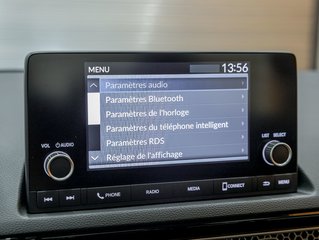 MENU 13:56
Paramètres audio
Paramètres Bluetooth
Paramètres de l'horloge
Paramètres du téléphone intelligent
Paramètres RDS
Réglage de l'affichage
VOL AUDIO
LIST SELECT
PHONE RADIO MEDIA CONNECT MENU